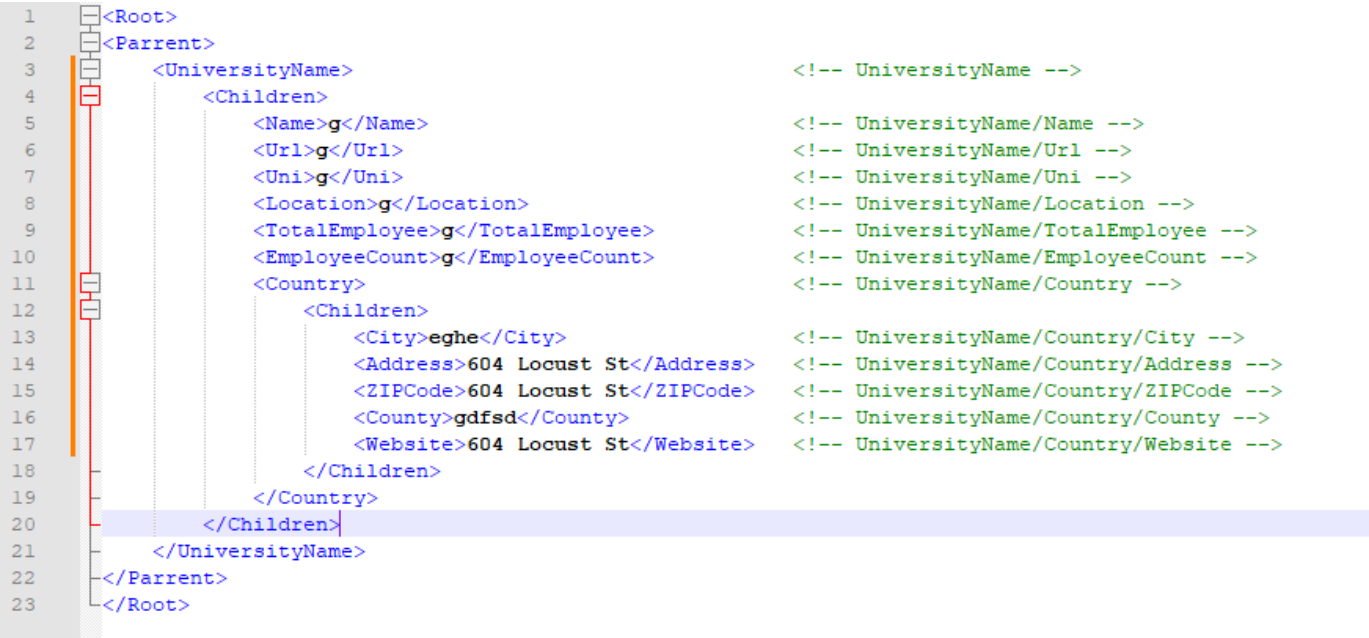 1 <Root>
2 <Parrent>
3 <UniversityName> <!-- UniversityName -->
4 <Children>
5 <Name>g</Name> <!-- UniversityName/Name -->
6 <Url>g</Url> <!-- UniversityName/Url -->
7 <Uni>g</Uni> <!-- UniversityName/Uni -->
8 <Location>g</Location> <!-- UniversityName/Location -->
9 <TotalEmployee>g</TotalEmployee> <!-- UniversityName/TotalEmployee -->
10 <EmployeeCount>g</EmployeeCount> <!-- UniversityName/EmployeeCount -->
11 <Country> <!-- UniversityName/Country -->
12 <Children>
13 <City>eghe</City> <!-- UniversityName/Country/City -->
14 <Address>604 Locust St</Address> <!-- UniversityName/Country/Address -->
15 <ZIPCode>604 Locust St</ZIPCode> <!-- UniversityName/Country/ZIPCode -->
16 <County>gdfsd</County> <!-- UniversityName/Country/County -->
17 <Website>604 Locust St</Website> <!-- UniversityName/Country/Website -->
18 </Children>
19 </Country>
20 </Children>
21 </UniversityName>
22 </Parrent>
23 </Root>